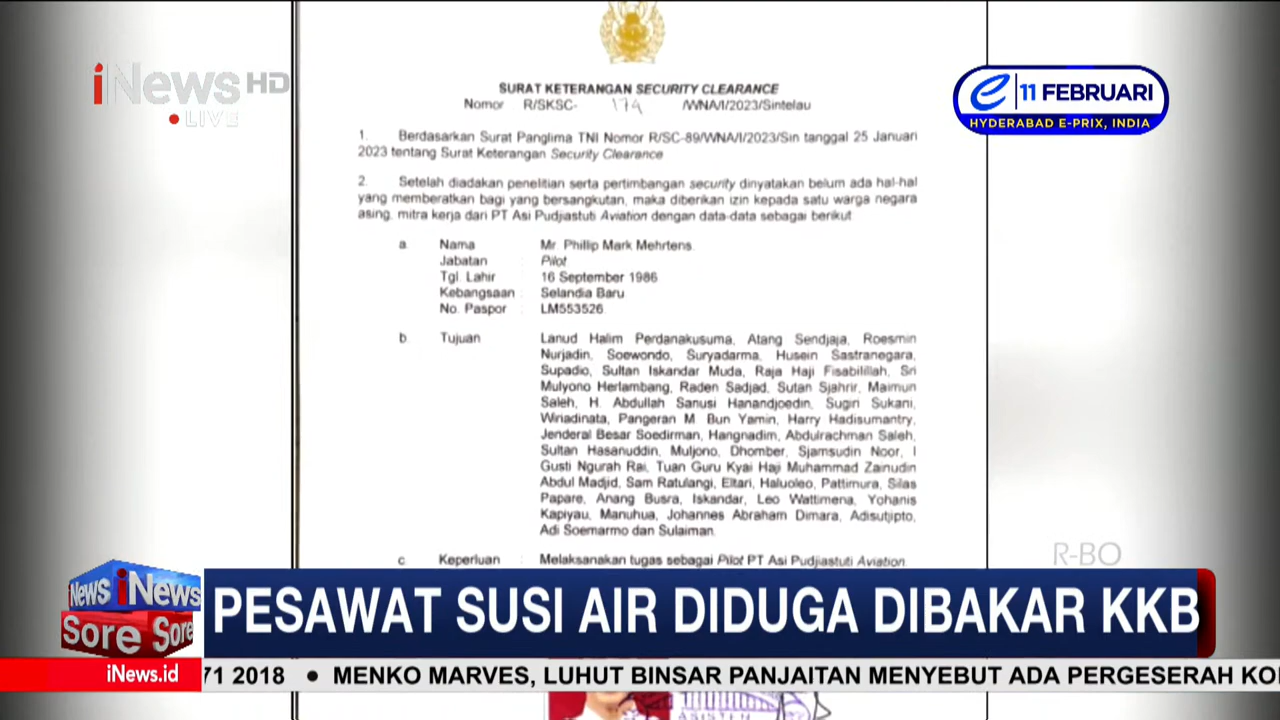 iNews HD
LIVE
11 FEBRUARI
HYDERABAD E-PRIX, INDIA
SURAT KETERANGAN SECURITY CLEARANCE
Nomor R/SKSC- 174 /WNA/I/2023/Sintelau
1. Berdasarkan Surat Panglima TNI Nomor R/SC-89/WNA/I/2023/Sin tanggal 25 Januari
2023 tentang Surat Keterangan Security Clearance
2. Setelah diadakan penelitian serta pertimbangan security dinyatakan belum ada hal-hal
yang memberatkan bagi yang bersangkutan, maka diberikan izin kepada satu warga negara
asing, mitra kerja dari PT Asi Pudjiastuti Aviation dengan data-data sebagai berikut
a. Nama : Mr. Phillip Mark Mehrtens
Jabatan : Pilot
Tgl. Lahir : 16 September 1986
Kebangsaan : Selandia Baru
No. Paspor : LM553526
b. Tujuan : Lanud Halim Perdanakusuma, Atang Sendjaja, Roesmin
Nurjadin, Soewondo, Suryadarma, Husein Sastranegara,
Supadio, Sultan Iskandar Muda, Raja Haji Fisabilillah, Sri
Mulyono Herlambang, Raden Sadjad, Sutan Sjahrir, Maimun
Saleh, H. Abdullah Sanusi Hanandjoedin, Sugiri Sukani,
Wiriadinata, Pangeran M. Bun Yamin, Harry Hadisumantry,
Jenderal Besar Soedirman, Hangnadim, Abdulrachman Saleh,
Sultan Hasanuddin, Muljono, Dhomber, Sjamsudin Noor, I
Gusti Ngurah Rai, Tuan Guru Kyai Haji Muhammad Zainudin
Abdul Madjid, Sam Ratulangi, Eltari, Haluoleo, Pattimura, Silas
Papare, Anang Busra, Iskandar, Leo Wattimena, Yohanis
Kapiyau, Manuhua, Johannes Abraham Dimara, Adisutjipto,
Adi Soemarmo dan Sulaiman.
c. Keperluan : Melaksanakan tugas sebagai Pilot PT Asi Pudjiastuti Aviation.
R-BO
News iNews
Sore Sore
PESAWAT SUSI AIR DIDUGA DIBAKAR KKB
iNews.id
71 2018 ● MENKO MARVES, LUHUT BINSAR PANJAITAN MENYEBUT ADA PERGESERAH KO
ASISTEN